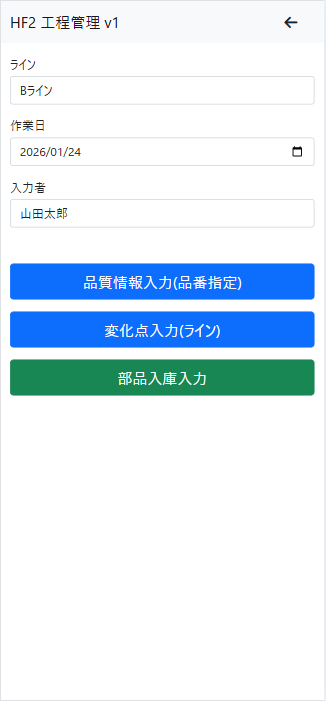 HF2 工程管理 v1
ライン
Bライン
作業日
2026/01/24
入力者
山田太郎
品質情報入力(品番指定)
変化点入力(ライン)
部品入庫入力